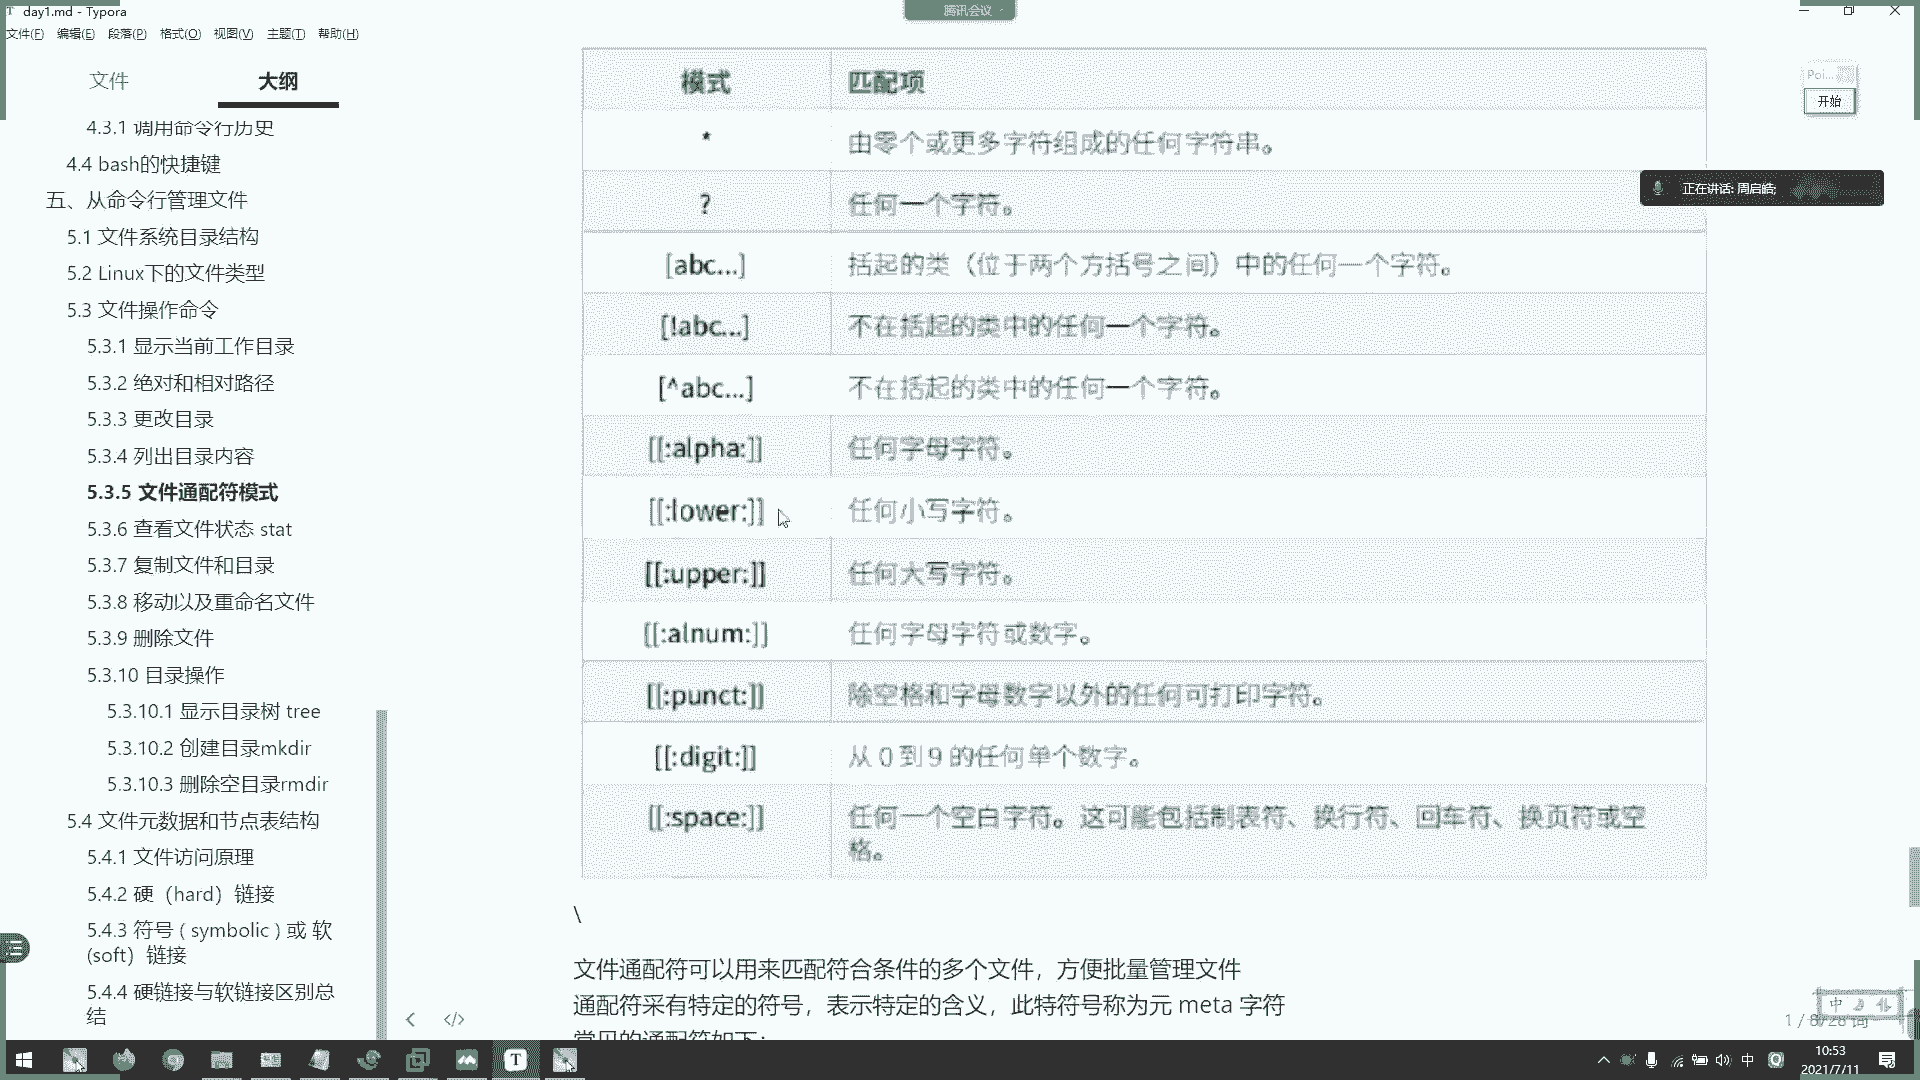 day1.md - Typora
腾讯会议
文件(F) 编辑(E) 段落(P) 格式(O) 视图(V) 主题(T) 帮助(H)
文件 大纲
4.3.1 调用命令行历史
4.4 bash的快捷键
五、从命令行管理文件
5.1 文件系统目录结构
5.2 Linux下的文件类型
5.3 文件操作命令
5.3.1 显示当前工作目录
5.3.2 绝对和相对路径
5.3.3 更改目录
5.3.4 列出目录内容
5.3.5 文件通配符模式
5.3.6 查看文件状态 stat
5.3.7 复制文件和目录
5.3.8 移动以及重命名文件
5.3.9 删除文件
5.3.10 目录操作
5.3.10.1 显示目录树 tree
5.3.10.2 创建目录mkdir
5.3.10.3 删除空目录rmdir
5.4 文件元数据和节点表结构
5.4.1 文件访问原理
5.4.2 硬（hard）链接
5.4.3 符号 ( symbolic ) 或 软
(soft）链接
5.4.4 硬链接与软链接区别总
结
模式 匹配项
* 由零个或更多字符组成的任何字符串。
? 任何一个字符。
[abc...] 括起的类（位于两个方括号之间）中的任何一个字符。
[!abc...] 不在括起的类中的任何一个字符。
[^abc...] 不在括起的类中的任何一个字符。
[[:alpha:]] 任何字母字符。
[[:lower:]] 任何小写字符。
[[:upper:]] 任何大写字符。
[[:alnum:]] 任何字母字符或数字。
[[:punct:]] 除空格和字母数字以外的任何可打印字符。
[[:digit:]] 从 0 到 9 的任何单个数字。
[[:space:]] 任何一个空白字符。这可能包括制表符、换行符、回车符、换页符或空
格。
\
文件通配符可以用来匹配符合条件的多个文件，方便批量管理文件
通配符采有特定的符号，表示特定的含义，此特符号称为元 meta 字符
常见的通配符如下：
Poi...
开始
正在讲话: 周启皓;
</>
中
中
10:53
2021/7/11